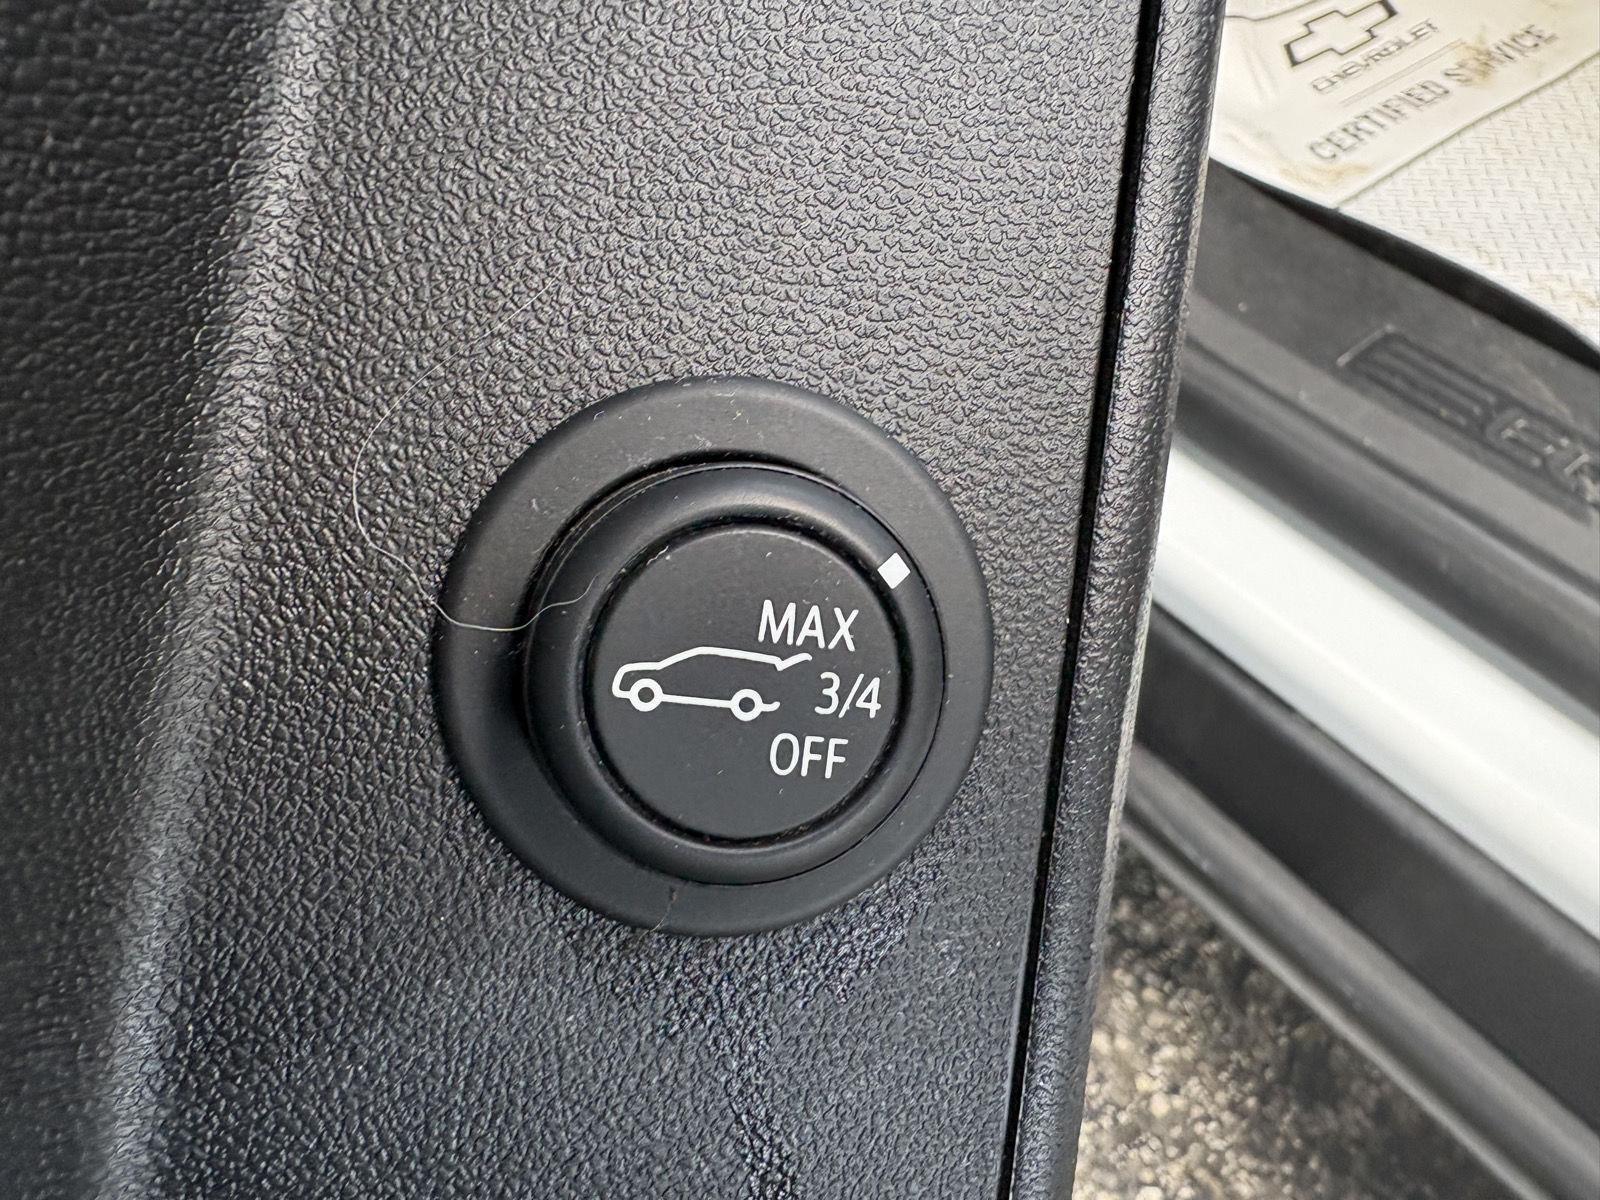 CHEVROLET
CERTIFIED SERVICE
MAX
3/4
OFF